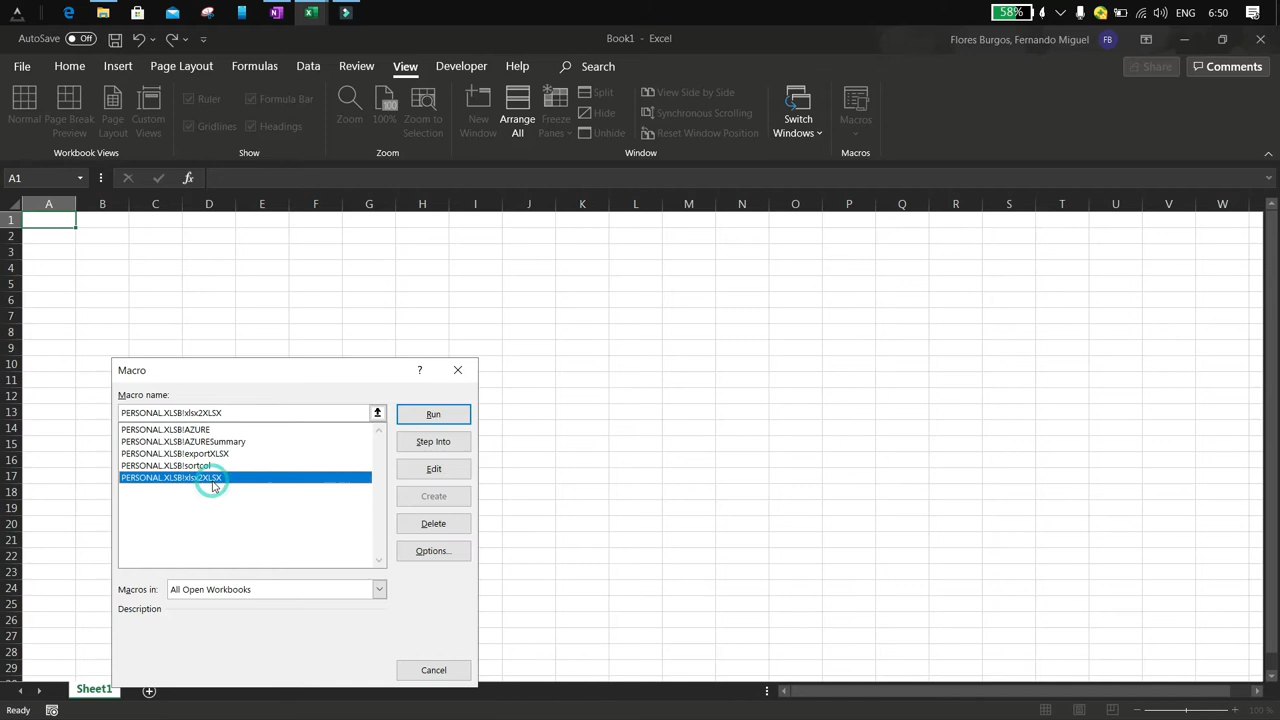 58% ENG 6:50
AutoSave Off Book1 - Excel Flores Burgos, Fernando Miguel FB
File Home Insert Page Layout Formulas Data Review View Developer Help Search Share Comments
Normal Page Break Preview Page Layout Custom Views
Workbook Views
Ruler Formula Bar
Gridlines Headings
Show
Zoom 100% Zoom to Selection
Zoom
New Window Arrange All Freeze Panes
Split
Hide
Unhide
View Side by Side
Synchronous Scrolling
Reset Window Position
Switch Windows
Window
Macros
Macros
A1 fx
A B C D E F G H I J K L M N O P Q R S T U V W
1
2
3
4
5
6
7
8
9
10
11
12
13
14
15
16
17
18
19
20
21
22
23
24
25
26
27
28
29
Macro ?
Macro name:
PERSONAL.XLSB!xlsx2XLSX
PERSONAL.XLSB!AZURE
PERSONAL.XLSB!AZURESummary
PERSONAL.XLSB!exportXLSX
PERSONAL.XLSB!sortcol
PERSONAL.XLSB!xlsx2XLSX
Run
Step Into
Edit
Create
Delete
Options...
Macros in: All Open Workbooks
Description
Cancel
Sheet1
Ready 100 %